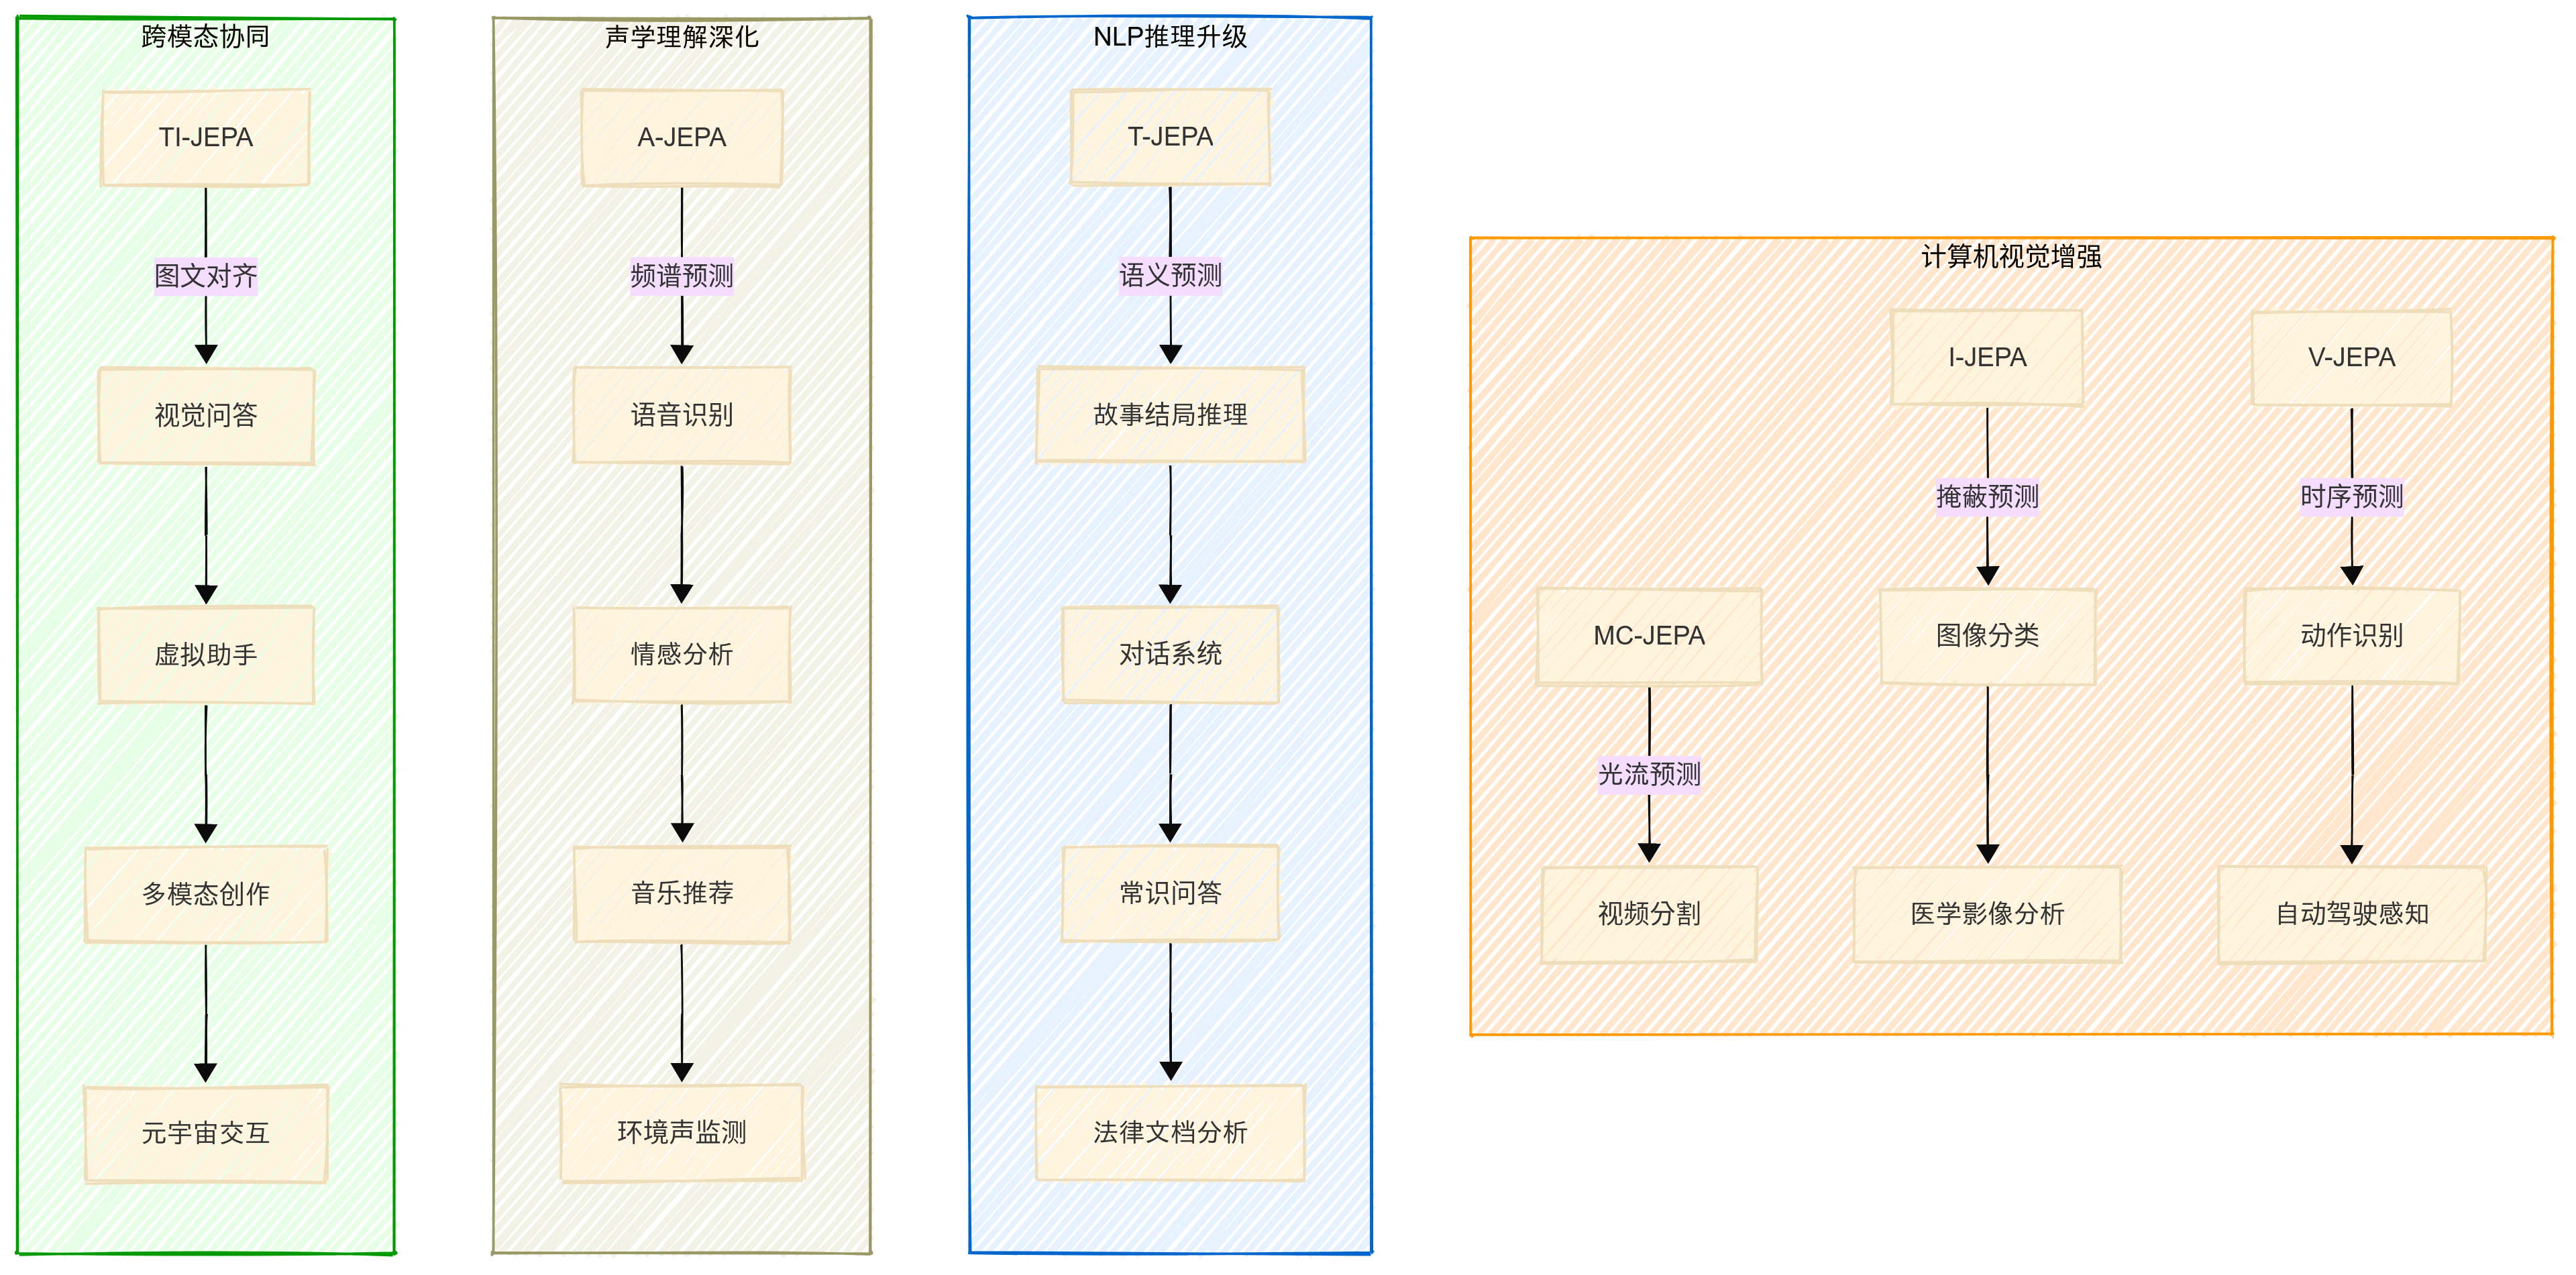 跨模态协同
TI-JEPA
图文对齐
视觉问答
虚拟助手
多模态创作
元宇宙交互
声学理解深化
A-JEPA
频谱预测
语音识别
情感分析
音乐推荐
环境声监测
NLP推理升级
T-JEPA
语义预测
故事结局推理
对话系统
常识问答
法律文档分析
计算机视觉增强
MC-JEPA
光流预测
视频分割
I-JEPA
掩蔽预测
图像分类
医学影像分析
V-JEPA
时序预测
动作识别
自动驾驶感知